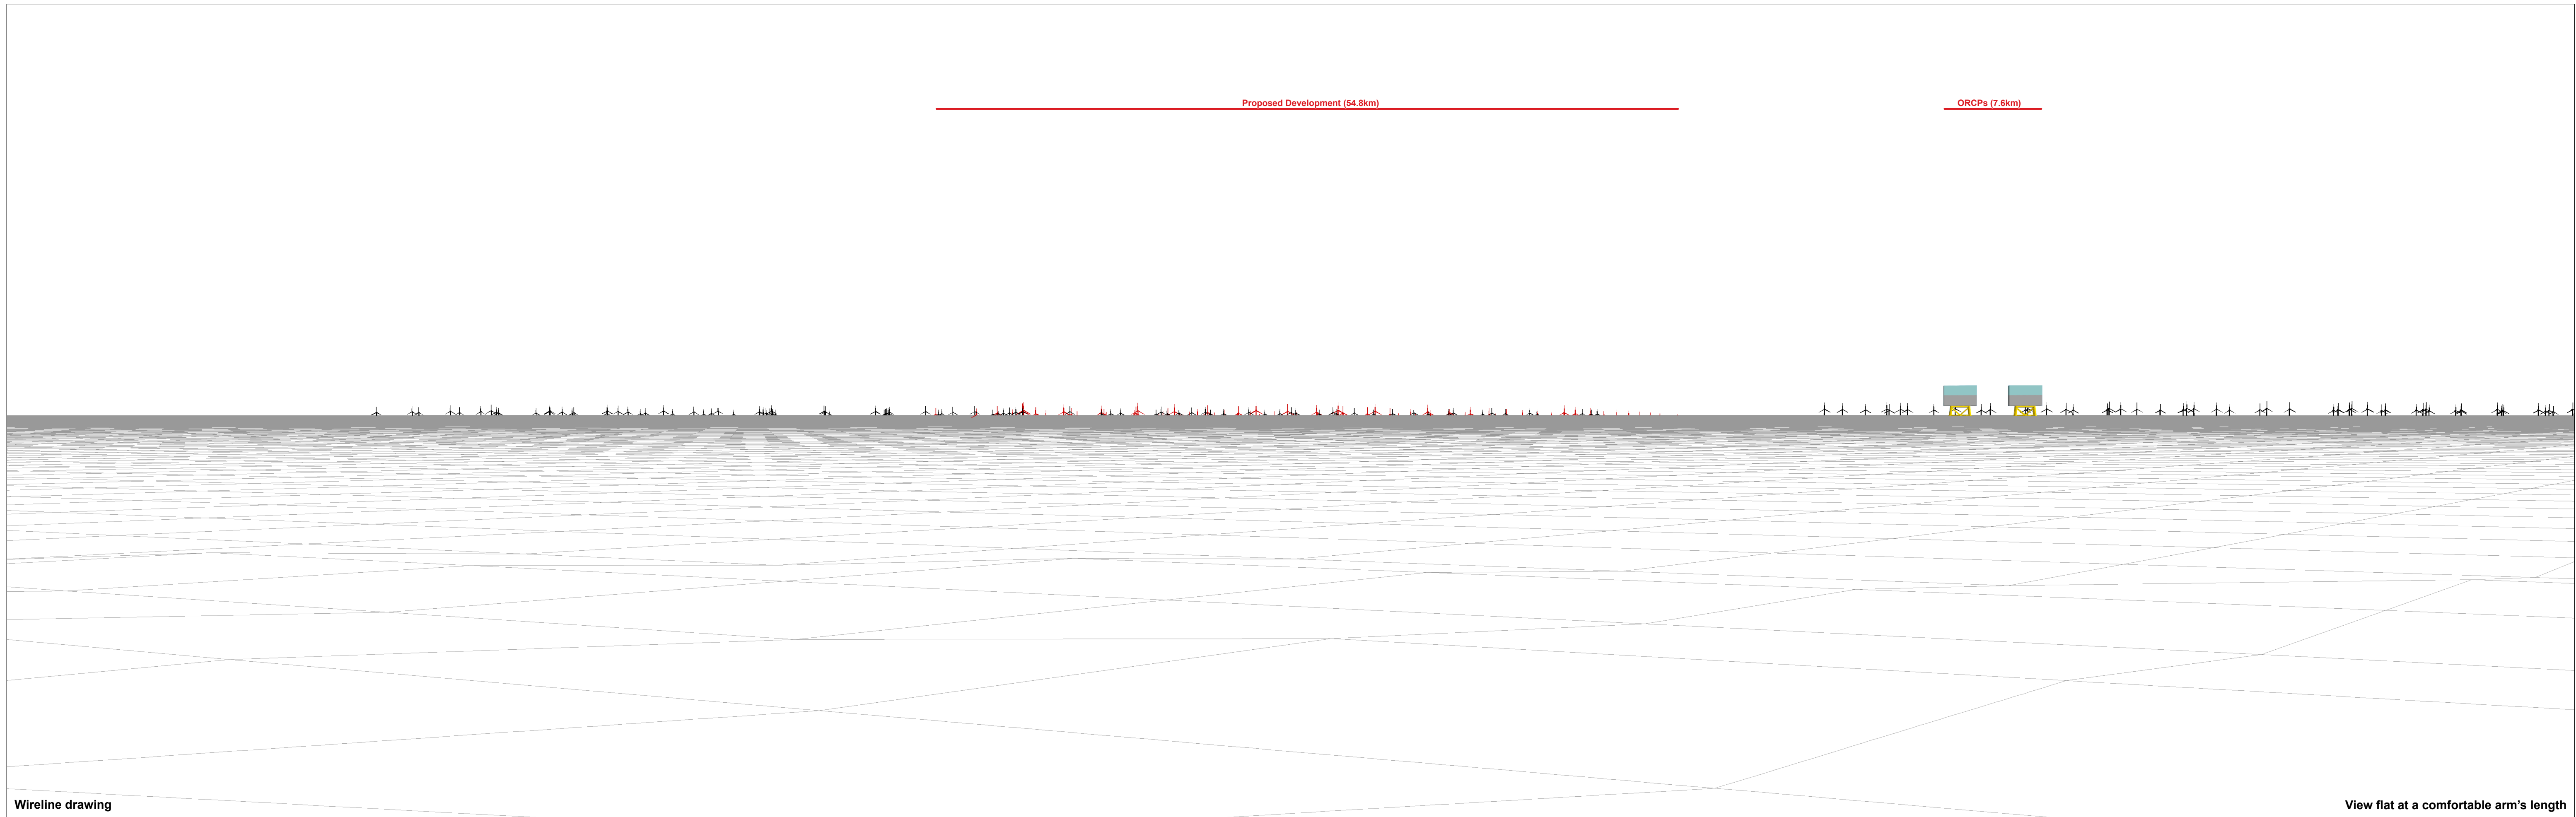 Proposed Development (54.8km)
ORCPs (7.6km)
Wireline drawing
View flat at a comfortable arm's length